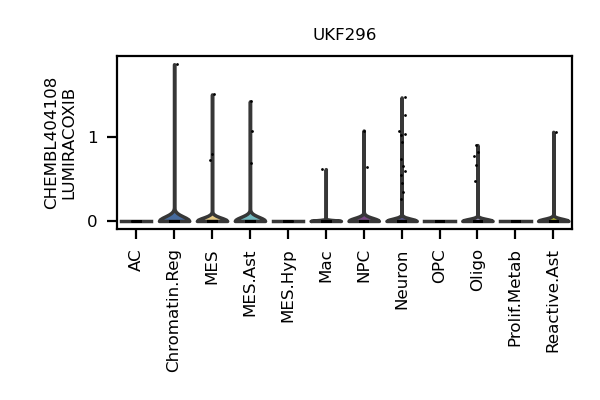 UKF296
CHEMBL404108
LUMIRACOXIB
1
0
AC
Chromatin.Reg
MES
MES.Ast
MES.Hyp
Mac
NPC
Neuron
OPC
Oligo
Prolif.Metab
Reactive.Ast